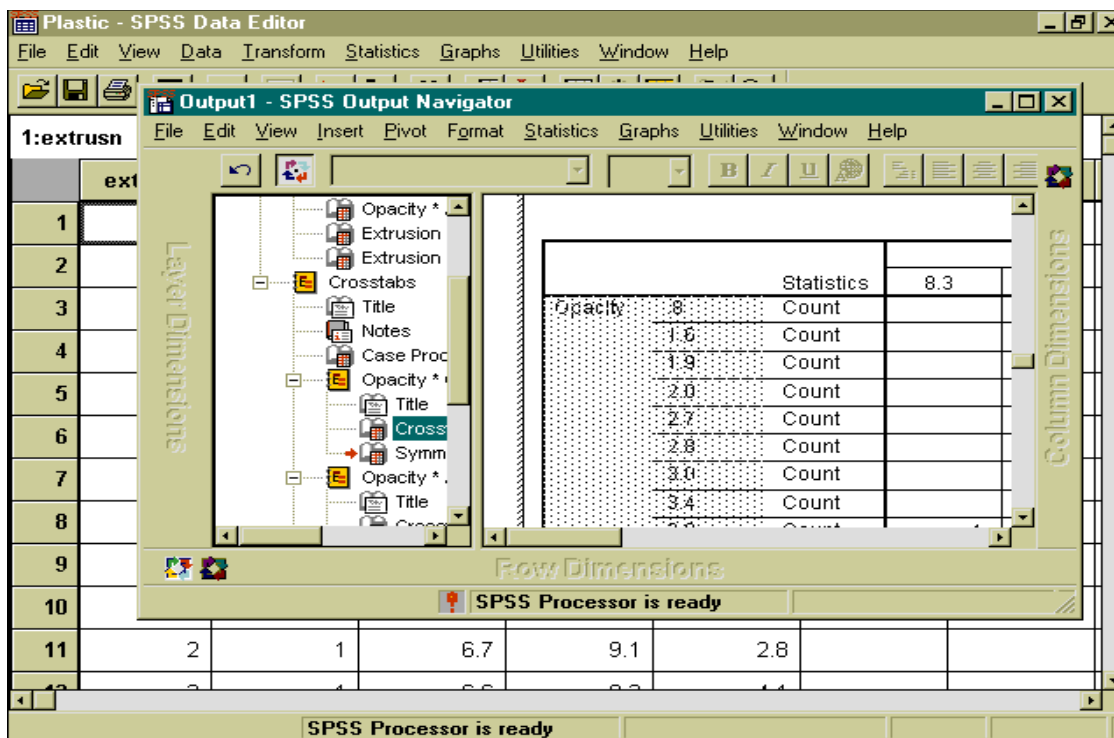 Plastic - SPSS Data Editor
File Edit View Data Transform Statistics Graphs Utilities Window Help
Output1 - SPSS Output Navigator
1:extrusn
File Edit View Insert Pivot Format Statistics Graphs Utilities Window Help
B I U
ext
1
2
3
4
5
6
7
8
9
10
Layer Dimensions
Opacity *
Extrusion
Extrusion
Crosstabs
Title
Notes
Case Proc
Opacity *
Title
Cross
Symm
Opacity *
Title
Statistics 8.3
Opacity .8 Count
1.6 Count
1.9 Count
2.0 Count
2.7 Count
2.8 Count
3.0 Count
3.4 Count
Column Dimensions
Row Dimensions
SPSS Processor is ready
11 2 1 6.7 9.1 2.8
SPSS Processor is ready